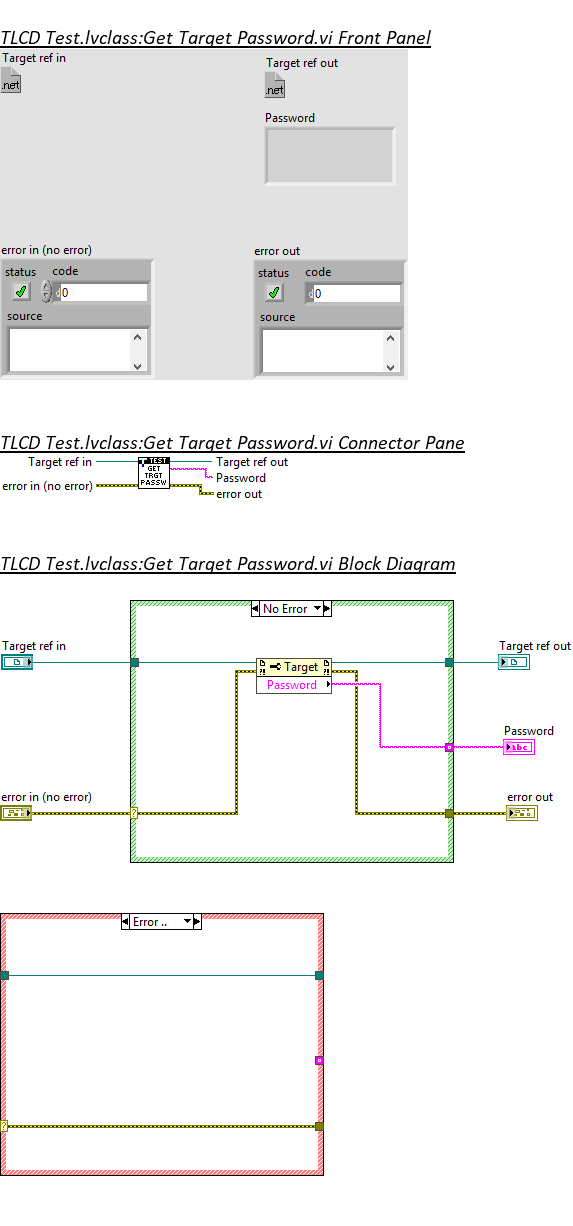 TLCD Test.lvclass:Get Target Password.vi Front Panel
Target ref in
Target ref out
.net
.net
Password
error in (no error)
error out
status code
status code
0
0
source
source
TLCD Test.lvclass:Get Target Password.vi Connector Pane
Target ref in
TEST
Target ref out
GET
TRGT
PASSW
Password
error in (no error)
error out
TLCD Test.lvclass:Get Target Password.vi Block Diagram
No Error
Target ref in
Target ref out
Target
Password
Password
abc
error in (no error)
error out
?
Error ..
?